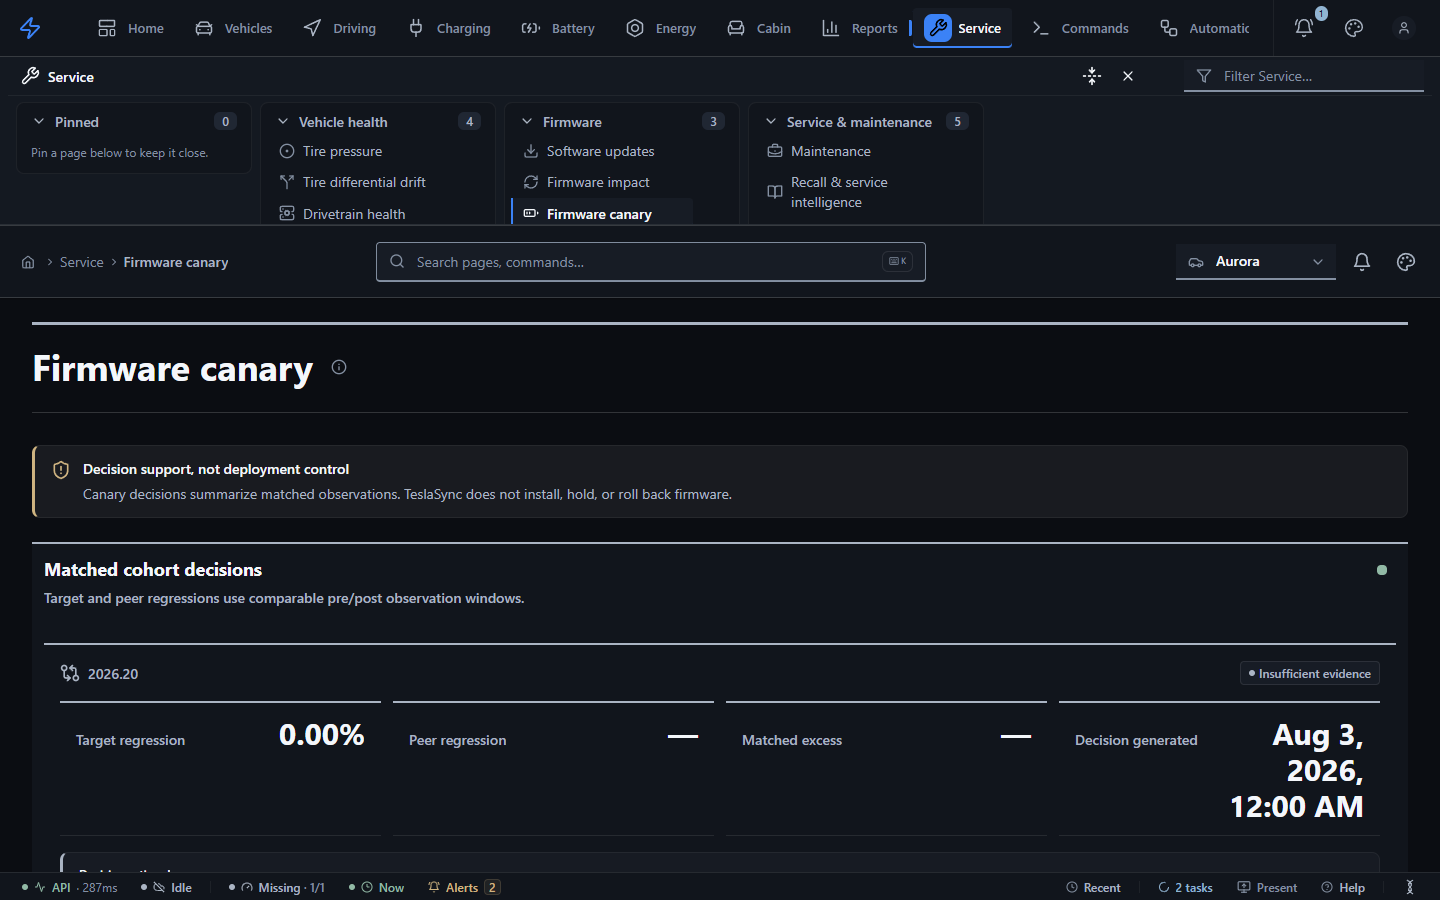 Home
Vehicles
Driving
Charging
Battery
Energy
Cabin
Reports
Service
Commands
Automatic
1
Service
Filter Service...
Pinned
0
Pin a page below to keep it close.
Vehicle health
4
Tire pressure
Tire differential drift
Drivetrain health
Firmware
3
Software updates
Firmware impact
Firmware canary
Service & maintenance
5
Maintenance
Recall & service
intelligence
Service
Firmware canary
Search pages, commands...
K
Aurora
Firmware canary
Decision support, not deployment control
Canary decisions summarize matched observations. TeslaSync does not install, hold, or roll back firmware.
Matched cohort decisions
Target and peer regressions use comparable pre/post observation windows.
2026.20
Insufficient evidence
Target regression
0.00%
Peer regression
—
Matched excess
—
Decision generated
Aug 3,
2026,
12:00 AM
API · 287ms
Idle
Missing · 1/1
Now
Alerts 2
Recent
2 tasks
Present
Help